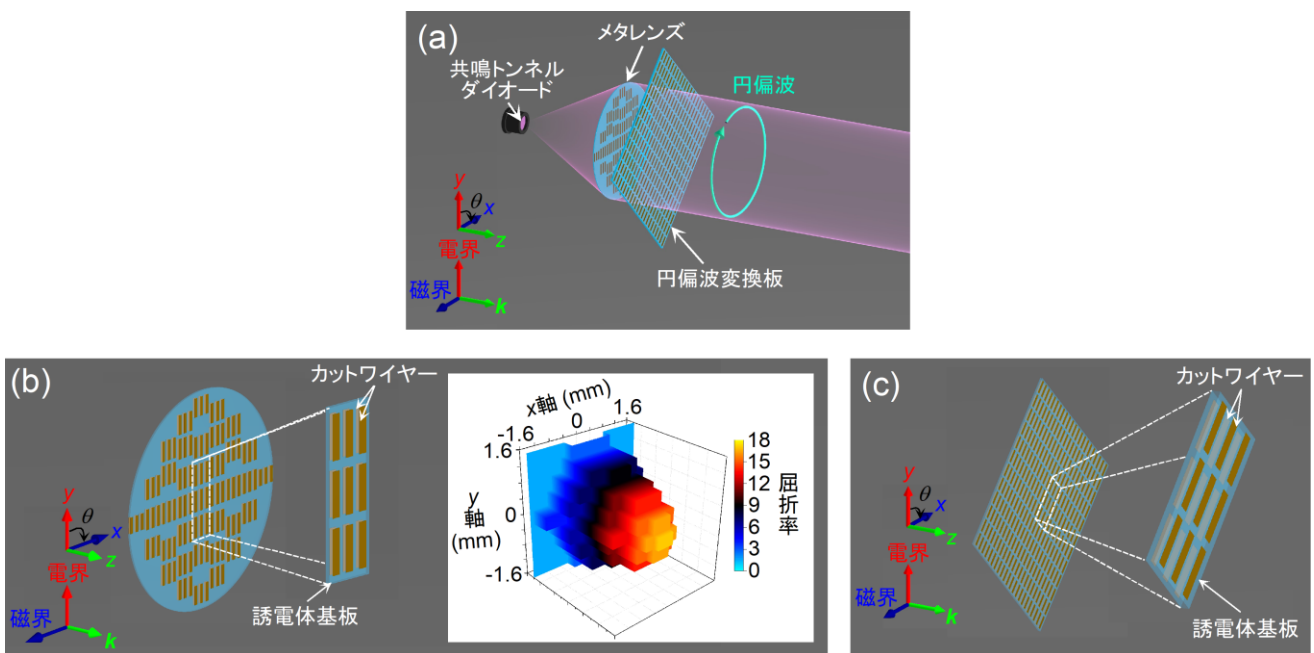 (a)
メタレンズ
共鳴トンネル
ダイオード
円偏波
y
θ
x
z
電界
磁界
k
円偏波変換板
(b)
カットワイヤー
y
θ
x
z
電界
磁界
k
誘電体基板
x軸 (mm)
-1.6
0
1.6
1.6
y
軸
(mm)
0
-1.6
18
15
12
9
6
3
0
屈折率
(c)
カットワイヤー
y
θ
x
z
電界
磁界
k
誘電体基板